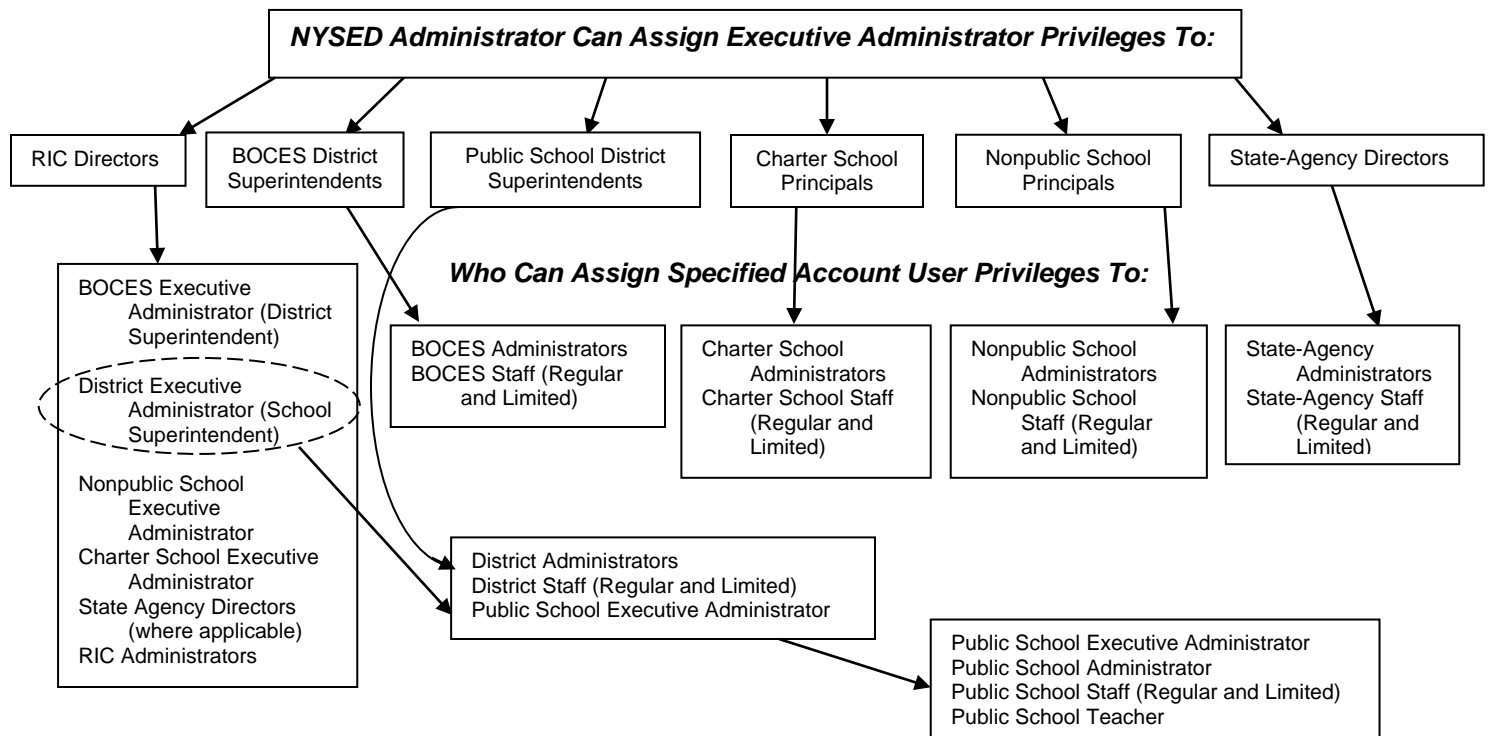 NYSED Administrator Can Assign Executive Administrator Privileges To:
RIC Directors
BOCES District
Superintendents
Public School District
Superintendents
Charter School
Principals
Nonpublic School
Principals
State-Agency Directors
Who Can Assign Specified Account User Privileges To:
BOCES Executive
Administrator (District
Superintendent)
District Executive
Administrator (School
Superintendent)
Nonpublic School
Executive
Administrator
Charter School Executive
Administrator
State Agency Directors
(where applicable)
RIC Administrators
BOCES Administrators
BOCES Staff (Regular
and Limited)
Charter School
Administrators
Charter School Staff
(Regular and
Limited)
Nonpublic School
Administrators
Nonpublic School
Staff (Regular
and Limited)
State-Agency
Administrators
State-Agency Staff
(Regular and
Limited)
District Administrators
District Staff (Regular and Limited)
Public School Executive Administrator
Public School Executive Administrator
Public School Administrator
Public School Staff (Regular and Limited)
Public School Teacher